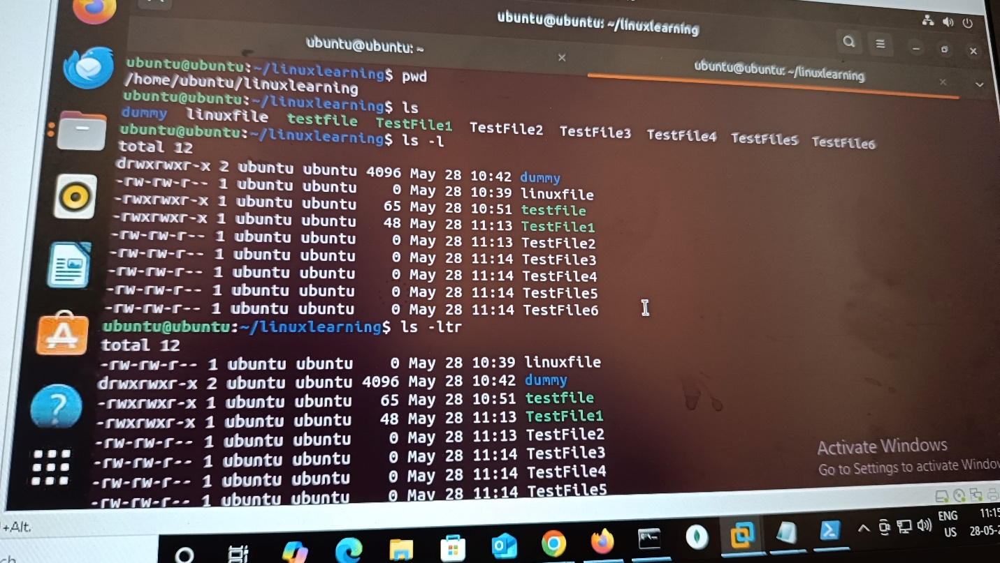 ubuntu@ubuntu: ~/linuxlearning
ubuntu@ubuntu: ~
ubuntu@ubuntu: ~/linuxlearning
ubuntu@ubuntu:~/linuxlearning$ pwd
/home/ubuntu/linuxlearning
ubuntu@ubuntu:~/linuxlearning$ ls
dummy linuxfile testfile TestFile1 TestFile2 TestFile3 TestFile4 TestFile5 TestFile6
ubuntu@ubuntu:~/linuxlearning$ ls -l
total 12
drwxrwxr-x 2 ubuntu ubuntu 4096 May 28 10:42 dummy
-rw-rw-r-- 1 ubuntu ubuntu 0 May 28 10:39 linuxfile
-rwxrwxr-x 1 ubuntu ubuntu 65 May 28 10:51 testfile
-rwxrwxr-x 1 ubuntu ubuntu 48 May 28 11:13 TestFile1
-rw-rw-r-- 1 ubuntu ubuntu 0 May 28 11:13 TestFile2
-rw-rw-r-- 1 ubuntu ubuntu 0 May 28 11:14 TestFile3
-rw-rw-r-- 1 ubuntu ubuntu 0 May 28 11:14 TestFile4
-rw-rw-r-- 1 ubuntu ubuntu 0 May 28 11:14 TestFile5
-rw-rw-r-- 1 ubuntu ubuntu 0 May 28 11:14 TestFile6
ubuntu@ubuntu:~/linuxlearning$ ls -ltr
total 12
-rw-rw-r-- 1 ubuntu ubuntu 0 May 28 10:39 linuxfile
drwxrwxr-x 2 ubuntu ubuntu 4096 May 28 10:42 dummy
-rwxrwxr-x 1 ubuntu ubuntu 65 May 28 10:51 testfile
-rwxrwxr-x 1 ubuntu ubuntu 48 May 28 11:13 TestFile1
-rw-rw-r-- 1 ubuntu ubuntu 0 May 28 11:13 TestFile2
-rw-rw-r-- 1 ubuntu ubuntu 0 May 28 11:14 TestFile3
-rw-rw-r-- 1 ubuntu ubuntu 0 May 28 11:14 TestFile4
-rw-rw-r-- 1 ubuntu ubuntu 0 May 28 11:14 TestFile5
Activate Windows
Go to Settings to activate
+Alt.
ENG
US
11:15
28-05-2